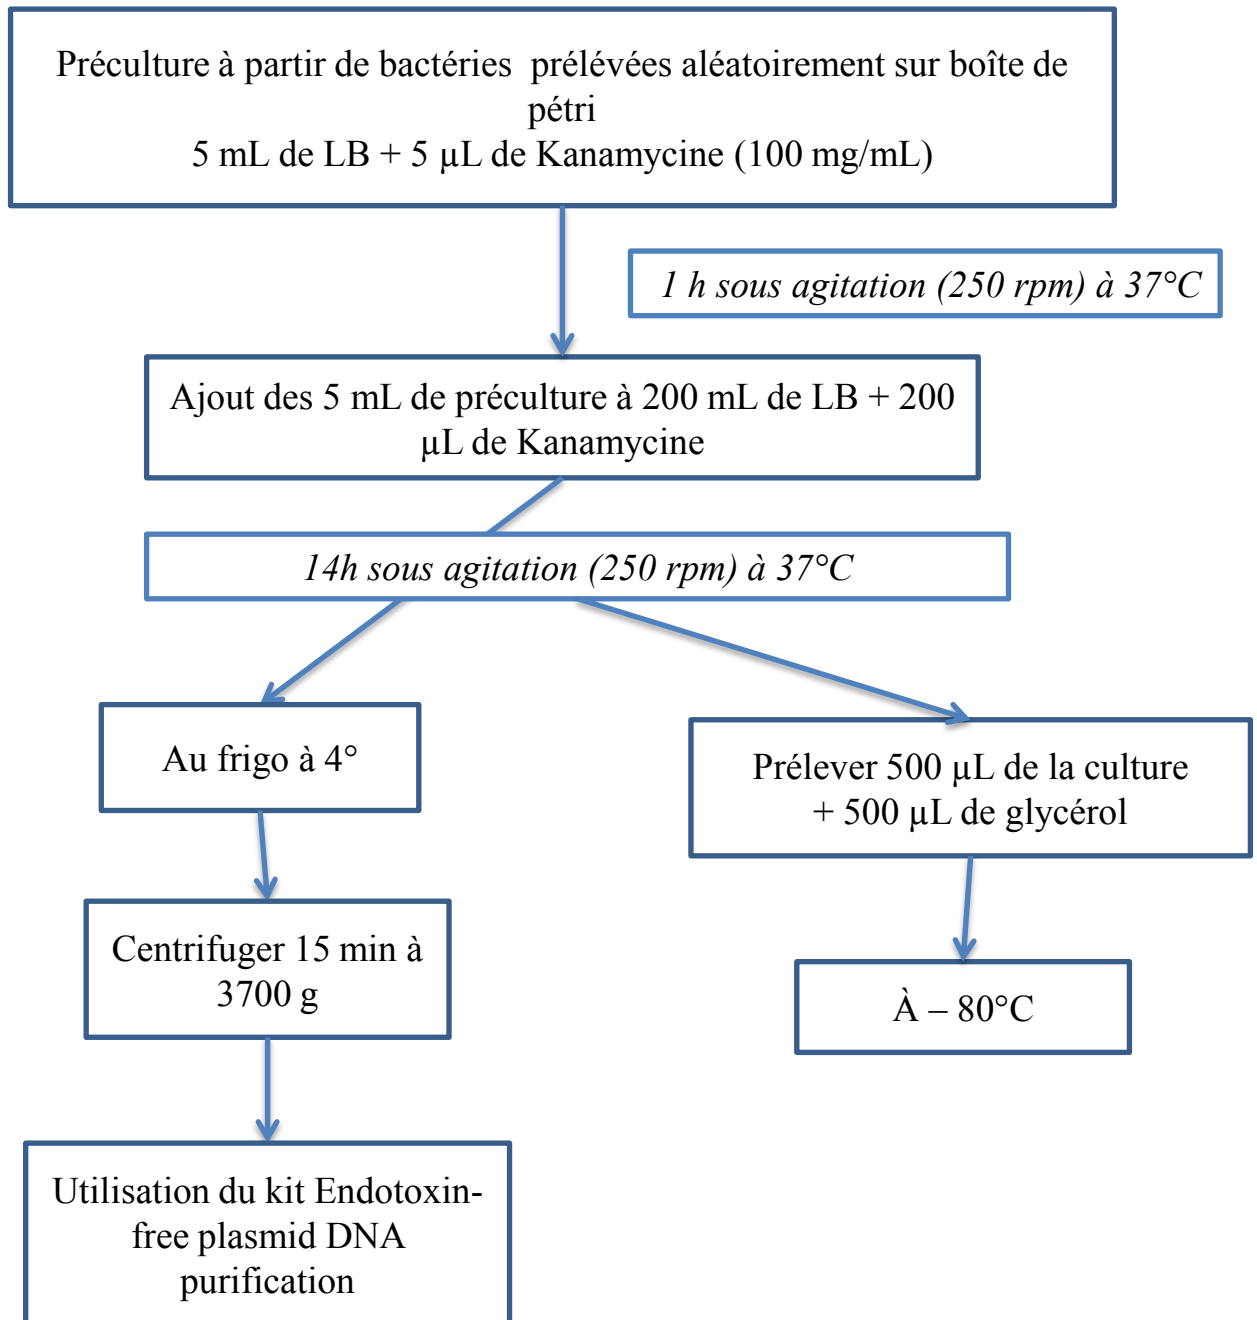 Préculture à partir de bactéries  prélévées aléatoirement sur boîte de
pétri
5 mL de LB + 5 µL de Kanamycine (100 mg/mL)
1 h sous agitation (250 rpm) à 37°C
Ajout des 5 mL de préculture à 200 mL de LB + 200
µL de Kanamycine
14h sous agitation (250 rpm) à 37°C
Au frigo à 4°
Prélever 500 µL de la culture
+ 500 µL de glycérol
Centrifuger 15 min à
3700 g
À – 80°C
Utilisation du kit Endotoxin-
free plasmid DNA
purification